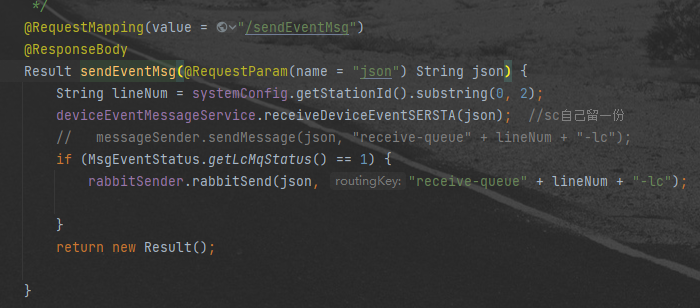 */
@RequestMapping(value = "/sendEventMsg")
@ResponseBody
Result sendEventMsg(@RequestParam(name = "json") String json) {
String lineNum = systemConfig.getStationId().substring(0, 2);
deviceEventMessageService.receiveDeviceEventSERSTA(json);  //sc自己留一份
//   messageSender.sendMessage(json, "receive-queue" + lineNum + "-lc");
if (MsgEventStatus.getLcMqStatus() == 1) {
rabbitSender.rabbitSend(json, routingKey: "receive-queue" + lineNum + "-lc");
}
return new Result();
}